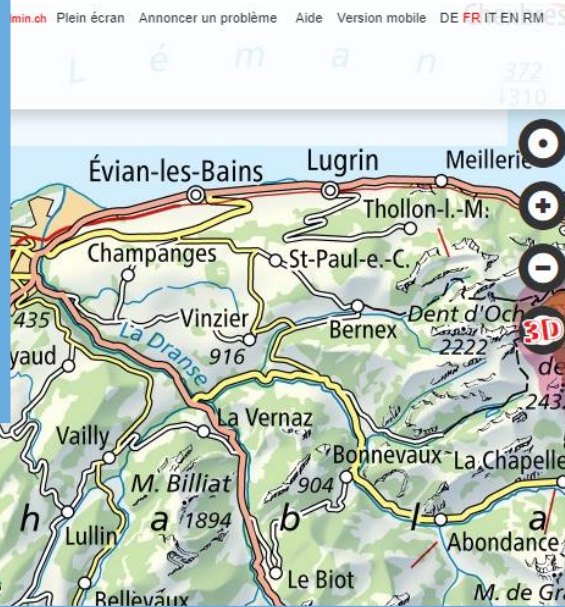 min.ch Plein écran Annoncer un problème Aide Version mobile DE FR IT EN RM
L é m a n
372
310
Évian-les-Bains
Lugrin
Meillerie
Thollon-l.-M.
Champanges
St-Paul-e.-C.
435
Vinzier
916
Bernex
Dent d'Och
2222
3D
yaud
La Dranse
de
243
La Vernaz
Vailly
Bonnevaux
La Chapelle
M. Billiat
904
h a b l a
1894
Lullin
Abondance
Le Biot
Bellevaux
M. de Gr